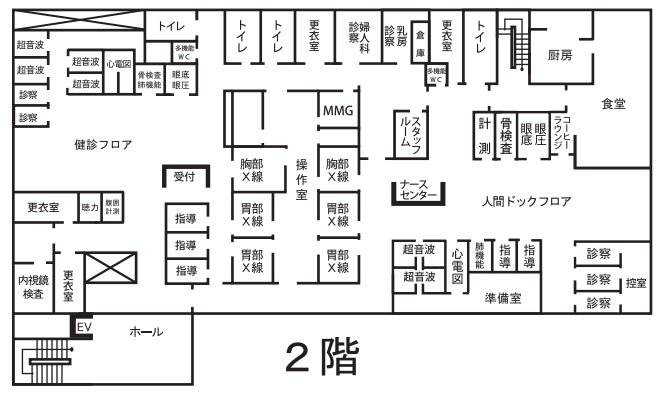 トイレ
トイレ
トイレ
更衣室
婦人科
診察
乳房
診察
倉庫
更衣室
トイレ
厨房
食堂
超音波
超音波
診察
診察
超音波
超音波
心電図
多機能
WC
骨検査
肺機能
眼底
眼圧
多機能
WC
MMG
スタッフ
ルーム
計測
骨検査
眼圧
眼底
コーヒー
ラウンジ
健診フロア
受付
胸部
X線
操作室
胸部
X線
ナース
センター
人間ドックフロア
更衣室
聴力
腹囲
計測
指導
指導
指導
胃部
X線
胃部
X線
胃部
X線
胃部
X線
内視鏡
検査
更衣室
超音波
超音波
心電図
肺機能
指導
指導
準備室
診察
診察
診察
控室
EV
ホール
２階